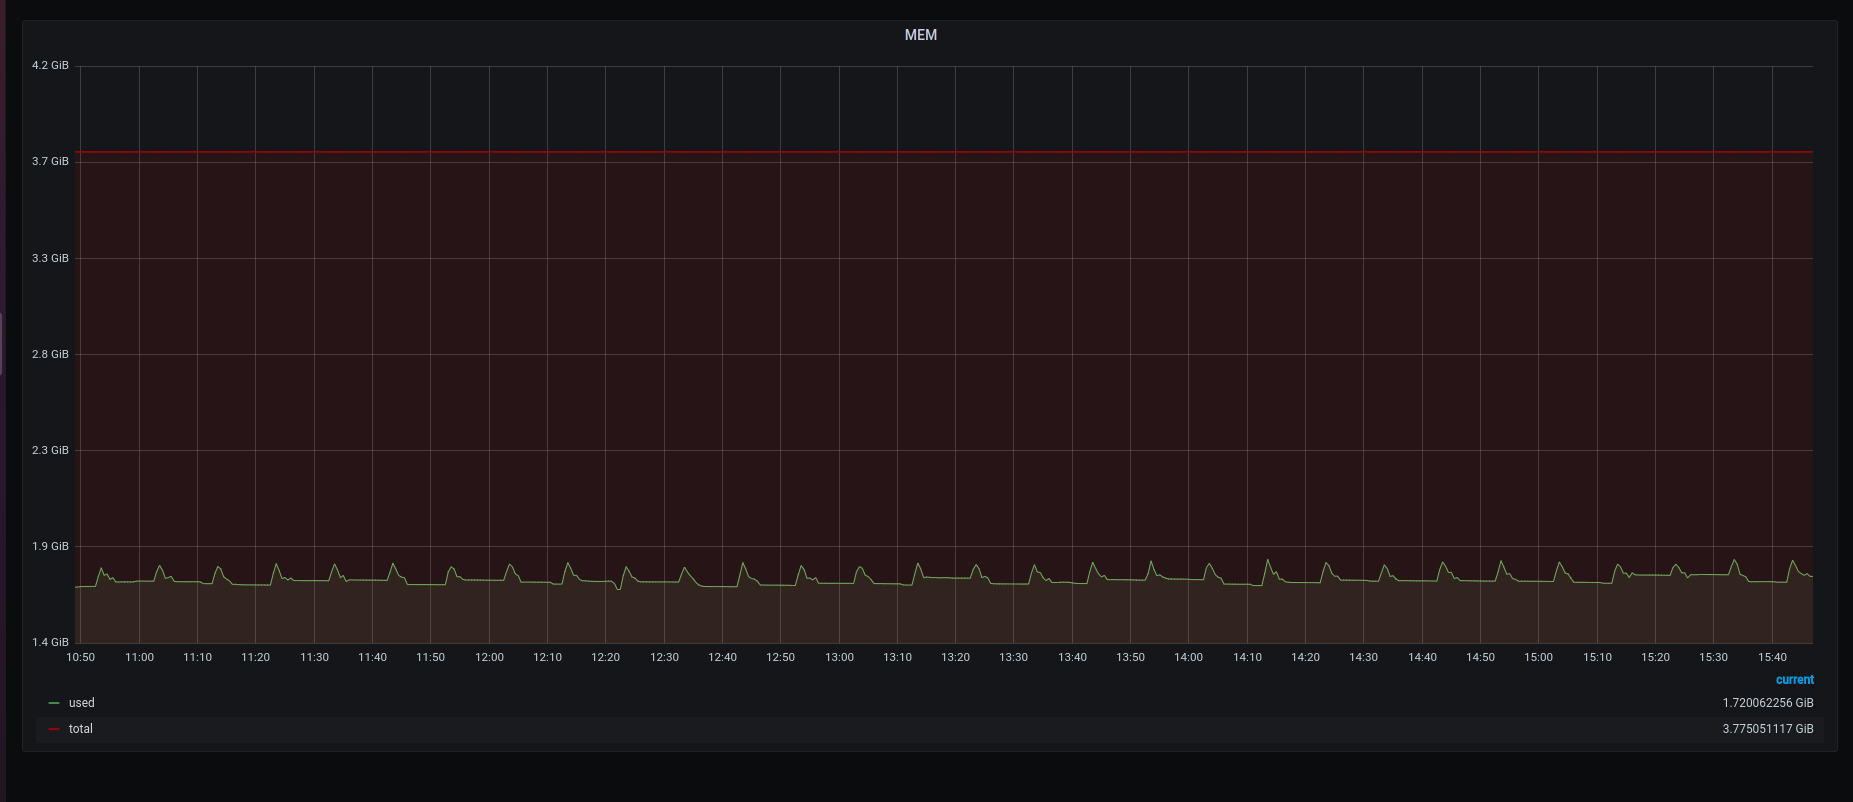 MEM
4.2 GiB
3.7 GiB
3.3 GiB
2.8 GiB
2.3 GiB
1.9 GiB
1.4 GiB
10:50 11:00 11:10 11:20 11:30 11:40 11:50 12:00 12:10 12:20 12:30 12:40 12:50 13:00 13:10 13:20 13:30 13:40 13:50 14:00 14:10 14:20 14:30 14:40 14:50 15:00 15:10 15:20 15:30 15:40
current
used 1.720062256 GiB
total 3.775051117 GiB